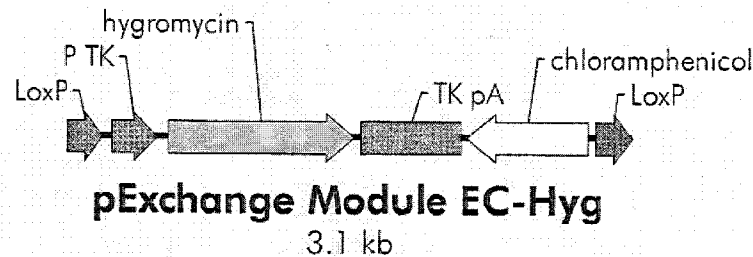 hygromycin
P TK
chloramphenicol
LoxP
TK pA
LoxP
pExchange Module EC-Hyg
3.1 kb